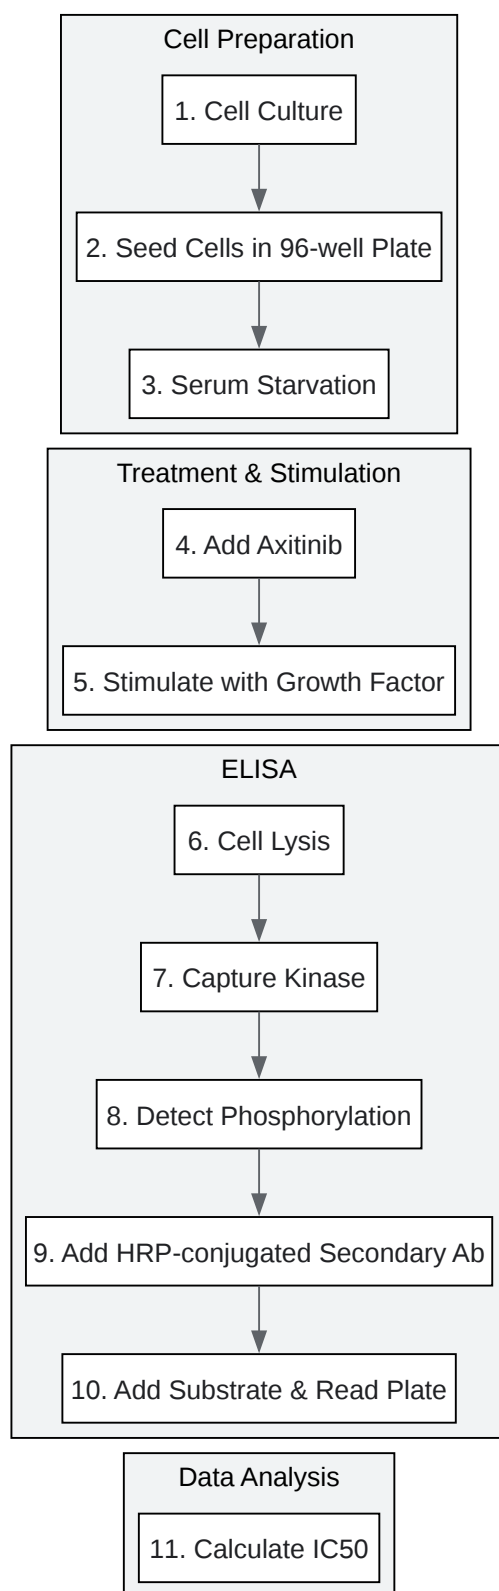 Cell Preparation
1. Cell Culture
2. Seed Cells in 96-well Plate
3. Serum Starvation
Treatment & Stimulation
4. Add Axitinib
5. Stimulate with Growth Factor
ELISA
6. Cell Lysis
7. Capture Kinase
8. Detect Phosphorylation
9. Add HRP-conjugated Secondary Ab
10. Add Substrate & Read Plate
Data Analysis
11. Calculate IC50